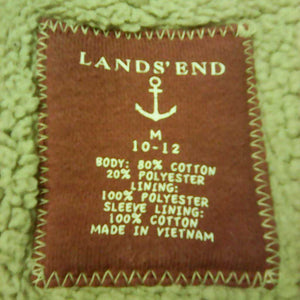 LANDS' END
M
10-12
BODY: 80% COTTON
20% POLYESTER
LINING:
100% POLYESTER
SLEEVE LINING:
100% COTTON
MADE IN VIETNAM